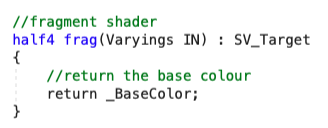 //fragment shader
half4 frag(Varyings IN) : SV_Target
{
    //return the base colour
    return _BaseColor;
}